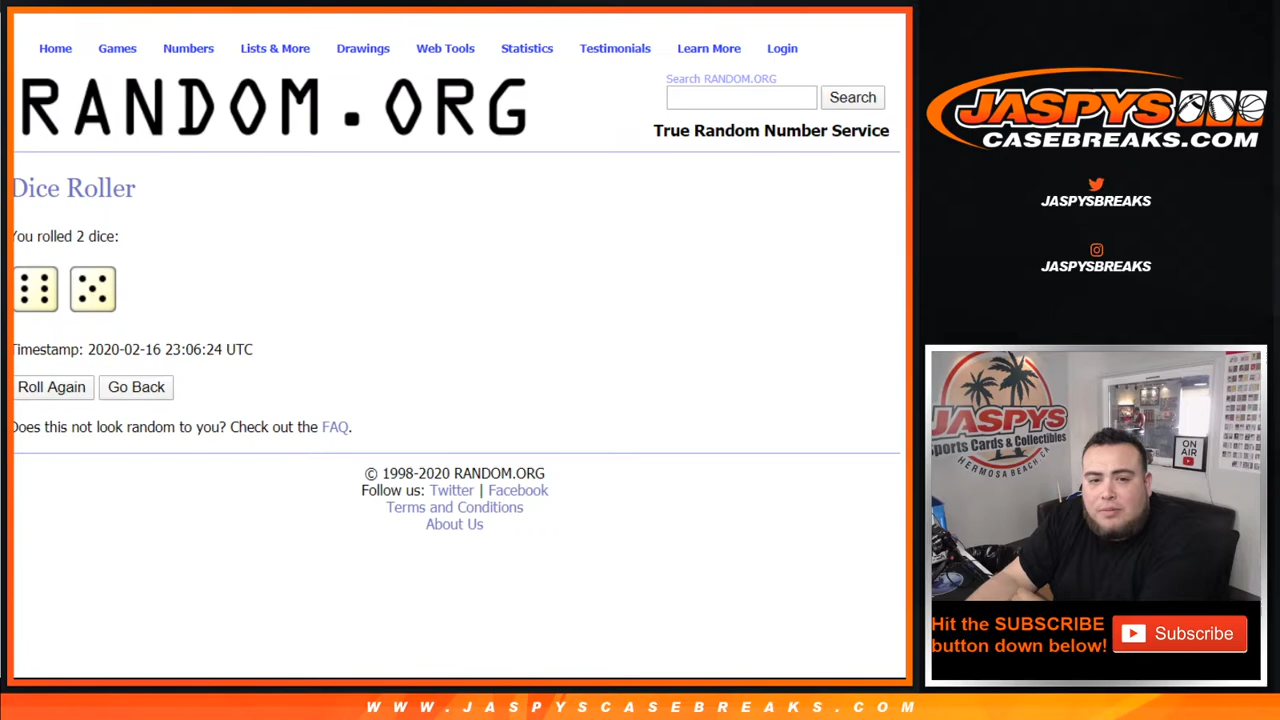 Home Games Numbers Lists & More Drawings Web Tools Statistics Testimonials Learn More Login
RANDOM.ORG
Search RANDOM.ORG
Search
True Random Number Service
Dice Roller
You rolled 2 dice:
Timestamp: 2020-02-16 23:06:24 UTC
Roll Again Go Back
Does this not look random to you? Check out the FAQ.
© 1998-2020 RANDOM.ORG
Follow us: Twitter | Facebook
Terms and Conditions
About Us
JASPYS
CASEBREAKS.COM
JASPYSBREAKS
JASPYSBREAKS
JASPYS
Sports Cards & Collectibles
HERMOSA BEACH, CA
ON
AIR
Hit the SUBSCRIBE
button down below!
Subscribe
WWW.JASPYSCASEBREAKS.COM